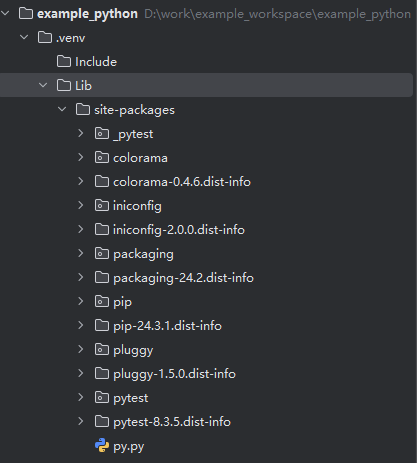 example_python D:\work\example_workspace\example_python
.venv
Include
Lib
site-packages
_pytest
colorama
colorama-0.4.6.dist-info
iniconfig
iniconfig-2.0.0.dist-info
packaging
packaging-24.2.dist-info
pip
pip-24.3.1.dist-info
pluggy
pluggy-1.5.0.dist-info
pytest
pytest-8.3.5.dist-info
py.py